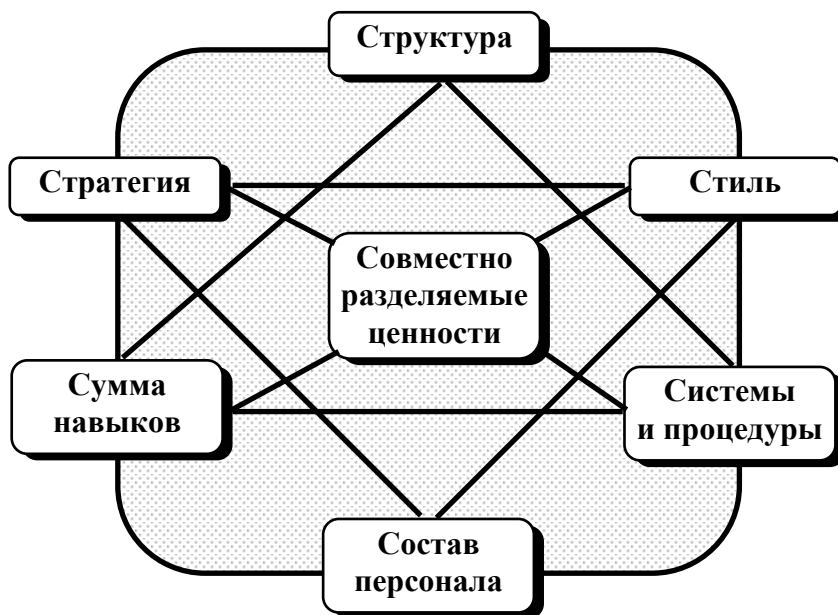 Структура
Стратегия
Стиль
Совместно
разделяемые
ценности
Сумма
навыков
Системы
и процедуры
Состав
персонала